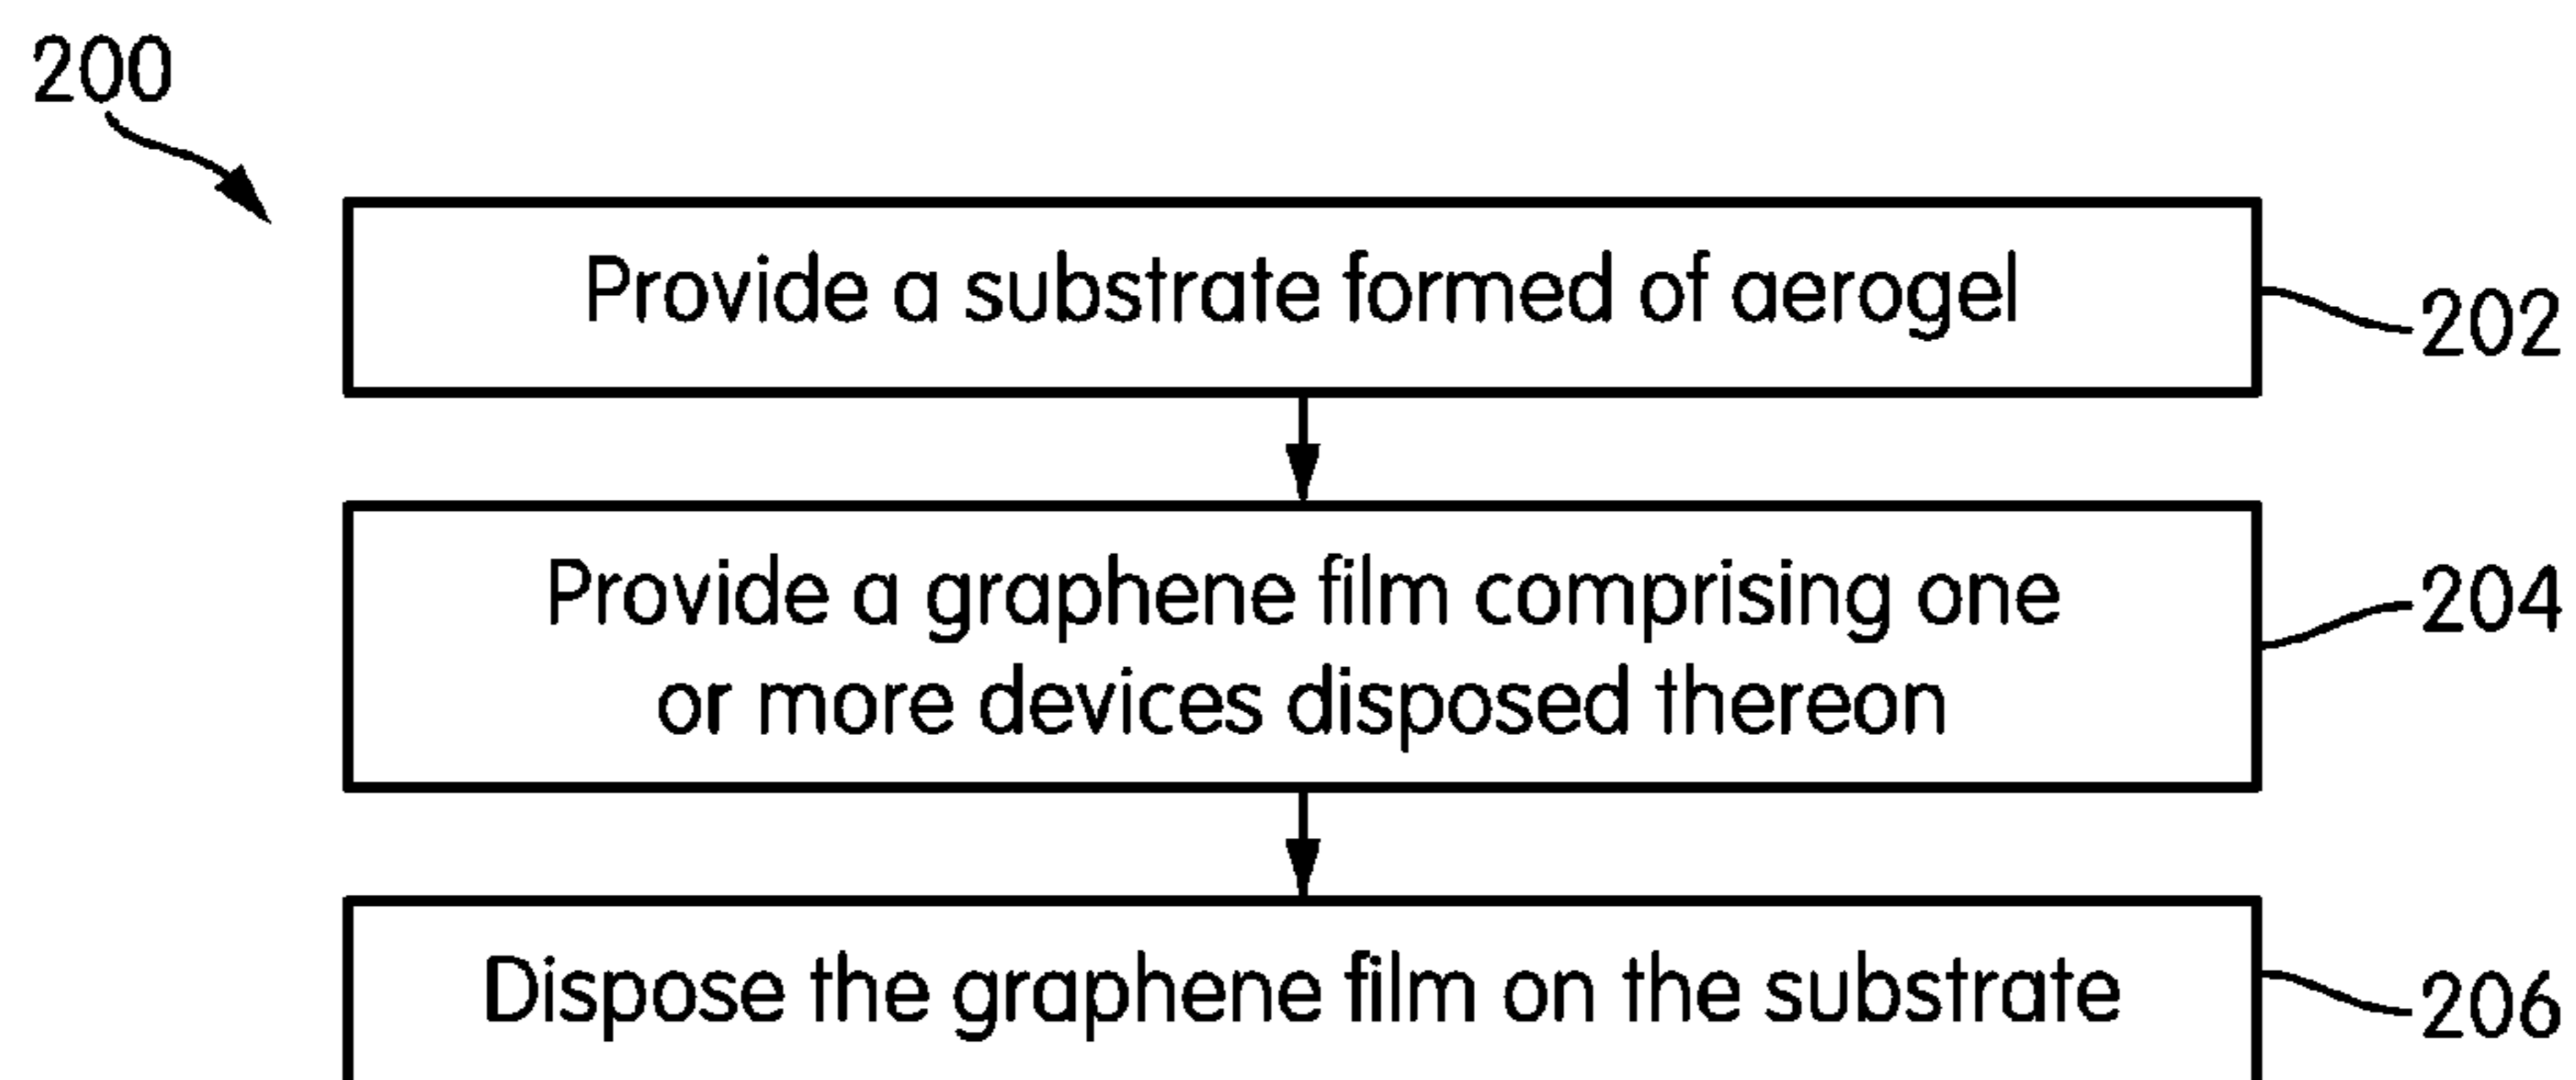 200
Provide a substrate formed of aerogel
202
Provide a graphene film comprising one
or more devices disposed thereon
204
Dispose the graphene film on the substrate
206